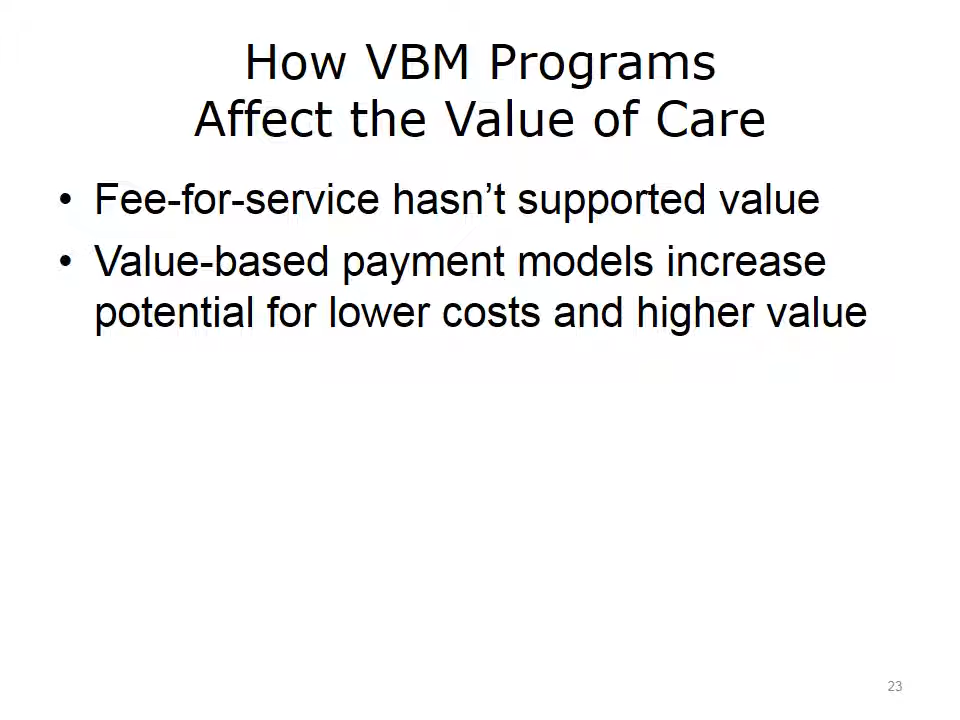 How VBM Programs
Affect the Value of Care
• Fee-for-service hasn’t supported value
• Value-based payment models increase
potential for lower costs and higher value
23